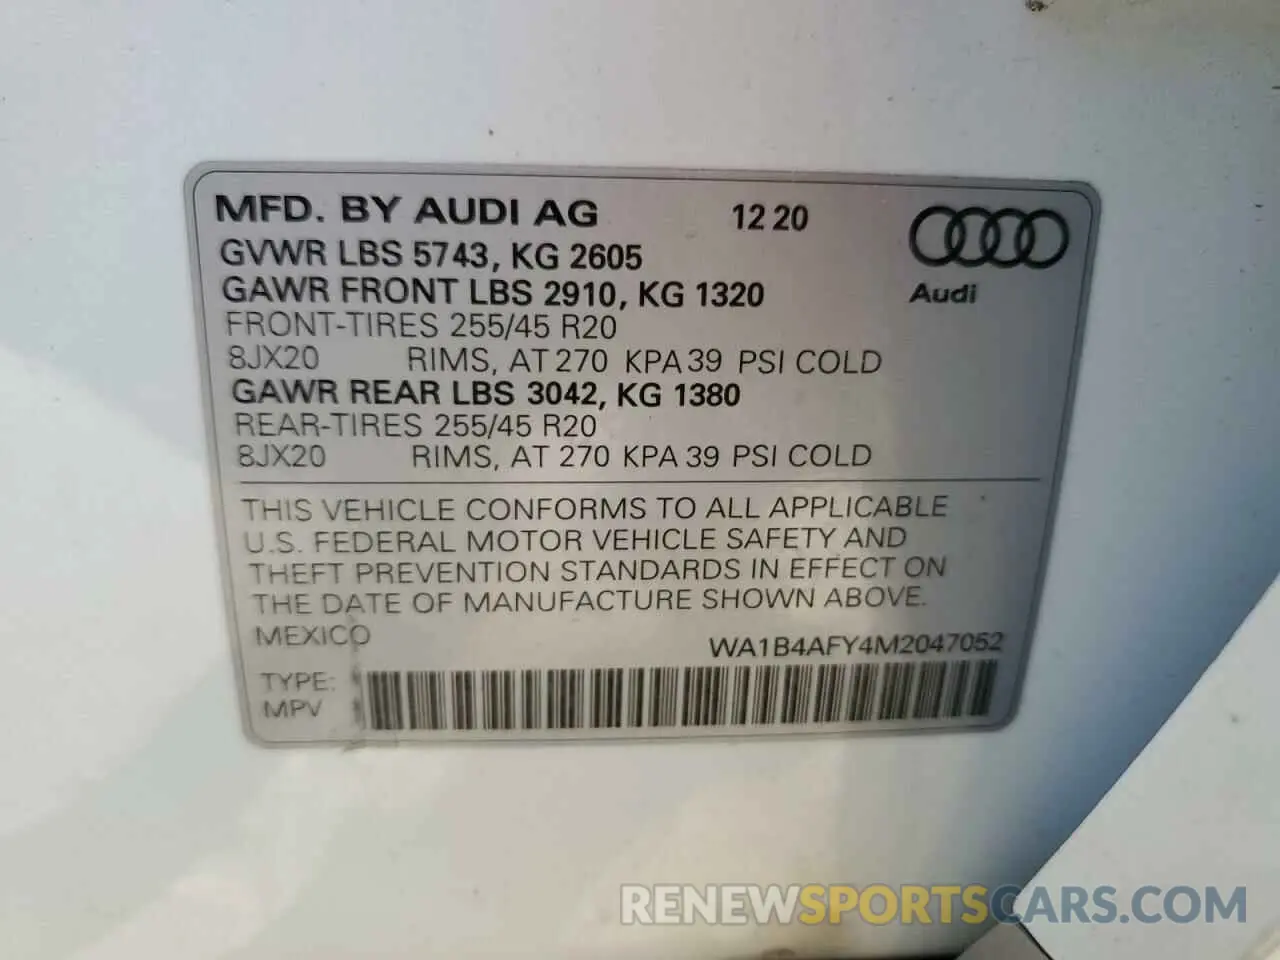 MFD. BY AUDI AG 12 20
GVWR LBS 5743, KG 2605
GAWR FRONT LBS 2910, KG 1320
Audi
FRONT-TIRES 255/45 R20
8JX20 RIMS, AT 270 KPA 39 PSI COLD
GAWR REAR LBS 3042, KG 1380
REAR-TIRES 255/45 R20
8JX20 RIMS, AT 270 KPA 39 PSI COLD
THIS VEHICLE CONFORMS TO ALL APPLICABLE
U.S. FEDERAL MOTOR VEHICLE SAFETY AND
THEFT PREVENTION STANDARDS IN EFFECT ON
THE DATE OF MANUFACTURE SHOWN ABOVE.
MEXICO WA1B4AFY4M2047052
TYPE:
MPV
RENEWSPORTSCARS.COM